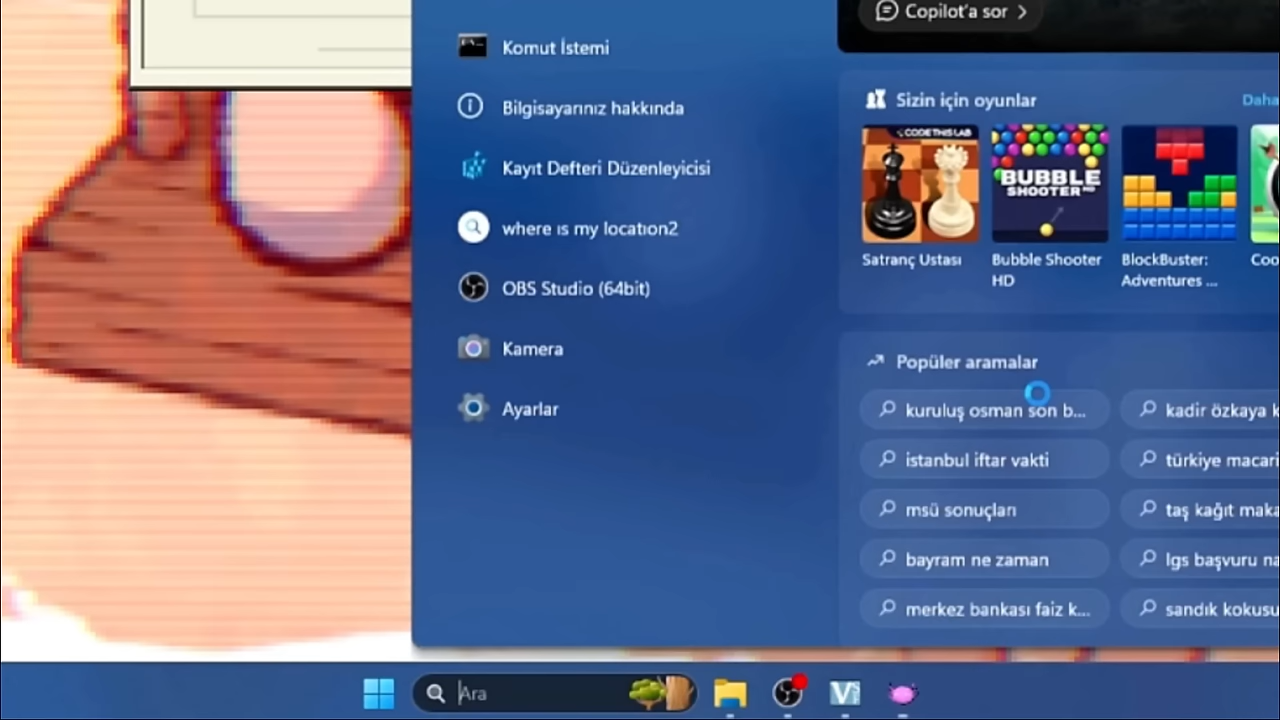 Copilot'a sor
Komut İstemi
Bilgisayarınız hakkında
Kayıt Defteri Düzenleyicisi
where ıs my locatıon2
OBS Studio (64bit)
Kamera
Ayarlar
Sizin için oyunlar
Daha
CODETHISLAB
BUBBLE
SHOOTER HD
Satranç Ustası
Bubble Shooter
HD
BlockBuster:
Adventures ...
Coo
Popüler aramalar
kuruluş osman son b...
kadir özkaya k
istanbul iftar vakti
türkiye macari
msü sonuçları
taş kağıt maka
bayram ne zaman
lgs başvuru na
merkez bankası faiz k...
sandık kokusu
Ara